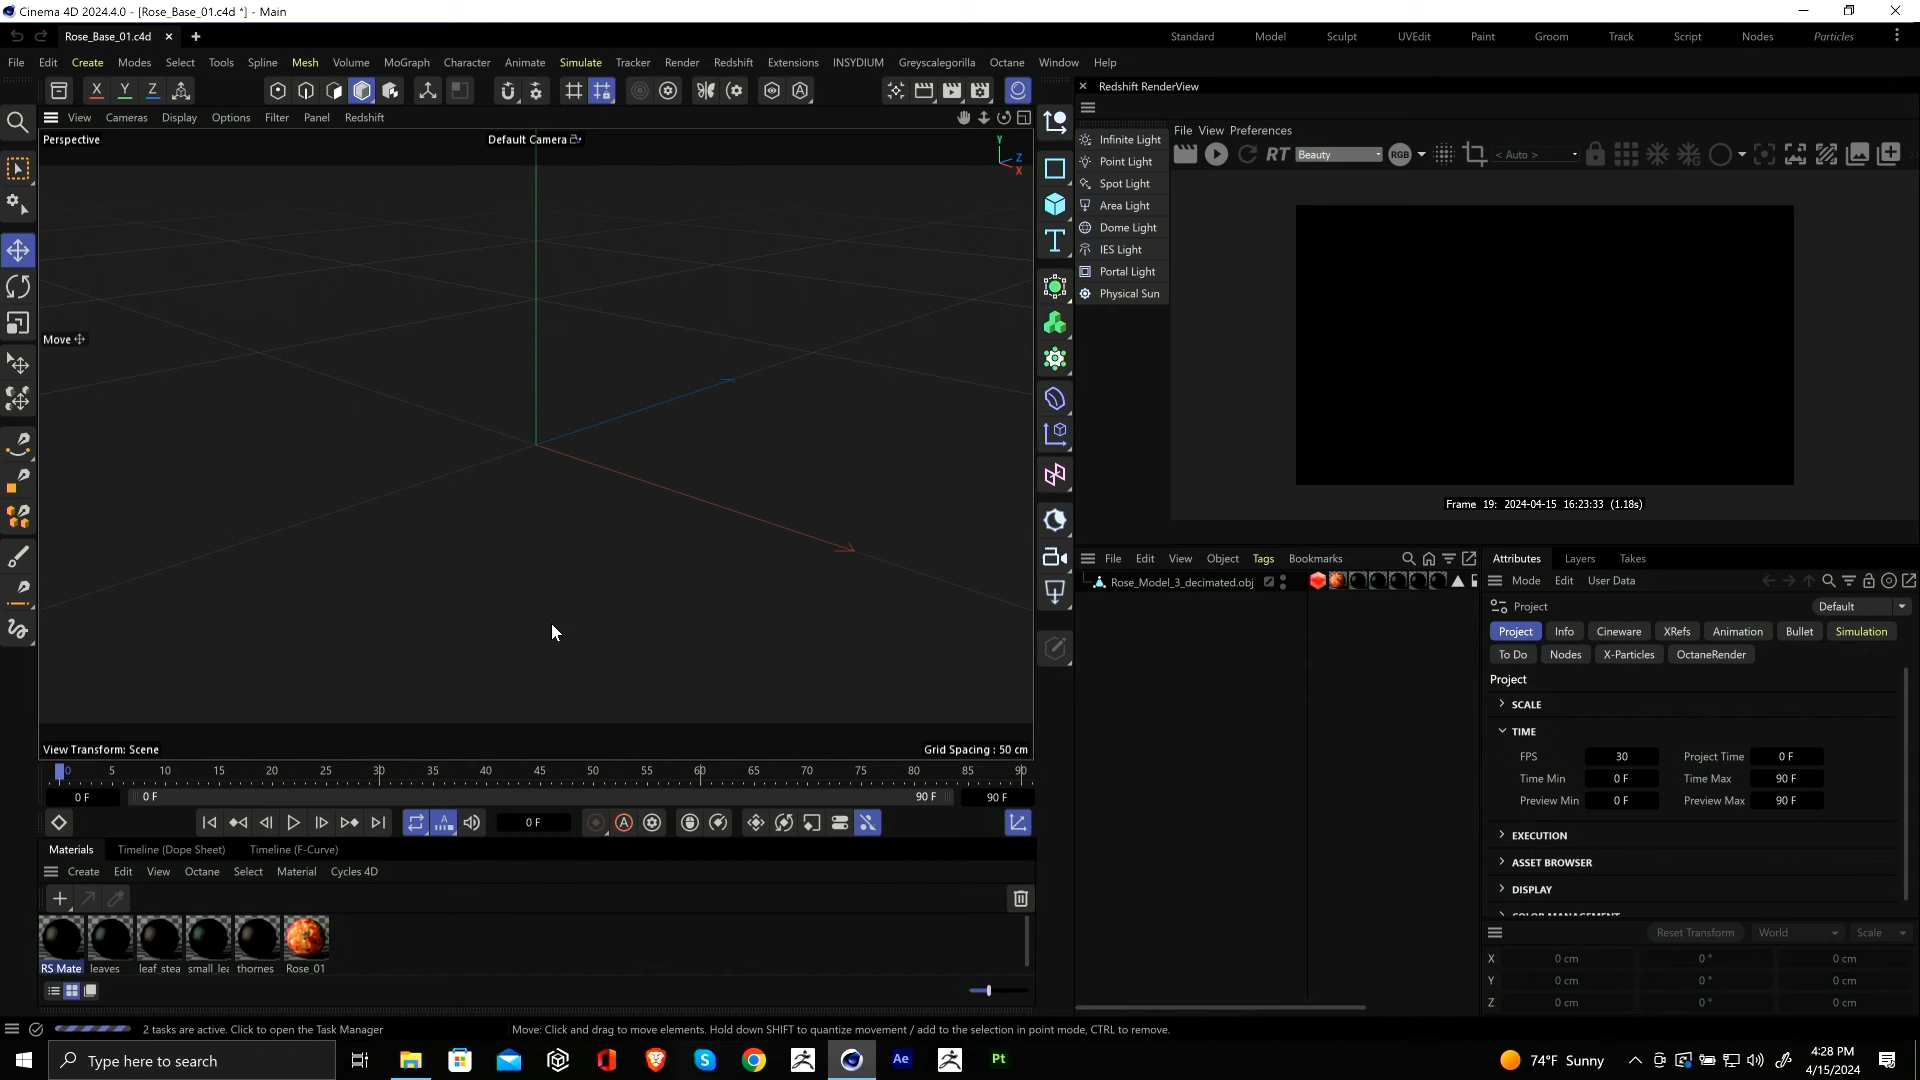 Cinema 4D 2024.4.0 - [Rose_Base_01.c4d *] - Main
Rose_Base_01.c4d
Standard Model Sculpt UVEdit Paint Groom Track Script Nodes Particles
File Edit Create Modes Select Tools Spline Mesh Volume MoGraph Character Animate Simulate Tracker Render Redshift Extensions INSYDIUM Greyscalegorilla Octane Window Help
X Y Z
Redshift RenderView
View Cameras Display Options Filter Panel Redshift
Perspective
Default Camera
Y
Z
X
Move
View Transform: Scene
Grid Spacing : 50 cm
Infinite Light
Point Light
Spot Light
Area Light
Dome Light
IES Light
Portal Light
Physical Sun
File View Preferences
RT Beauty RGB < Auto >
Frame 19: 2024-04-15 16:23:33 (1.18s)
0 5 10 15 20 25 30 35 40 45 50 55 60 65 70 75 80 85 90
0 F 0 F 90 F 90 F
0 F
Materials Timeline (Dope Sheet) Timeline (F-Curve)
Create Edit View Octane Select Material Cycles 4D
RS Mate leaves leaf_stea small_lea thornes Rose_01
File Edit View Object Tags Bookmarks
Rose_Model_3_decimated.obj
Attributes Layers Takes
Mode Edit User Data
Project Default
Project Info Cineware XRefs Animation Bullet Simulation
To Do Nodes X-Particles OctaneRender
Project
SCALE
TIME
FPS 30 Project Time 0 F
Time Min 0 F Time Max 90 F
Preview Min 0 F Preview Max 90 F
EXECUTION
ASSET BROWSER
DISPLAY
COLOR MANAGEMENT
Reset Transform World Scale
X 0 cm 0 ° 0 cm
Y 0 cm 0 ° 0 cm
Z 0 cm 0 ° 0 cm
2 tasks are active. Click to open the Task Manager
Move: Click and drag to move elements. Hold down SHIFT to quantize movement / add to the selection in point mode, CTRL to remove.
Type here to search
Ae
Pt
74°F Sunny
4:28 PM
4/15/2024